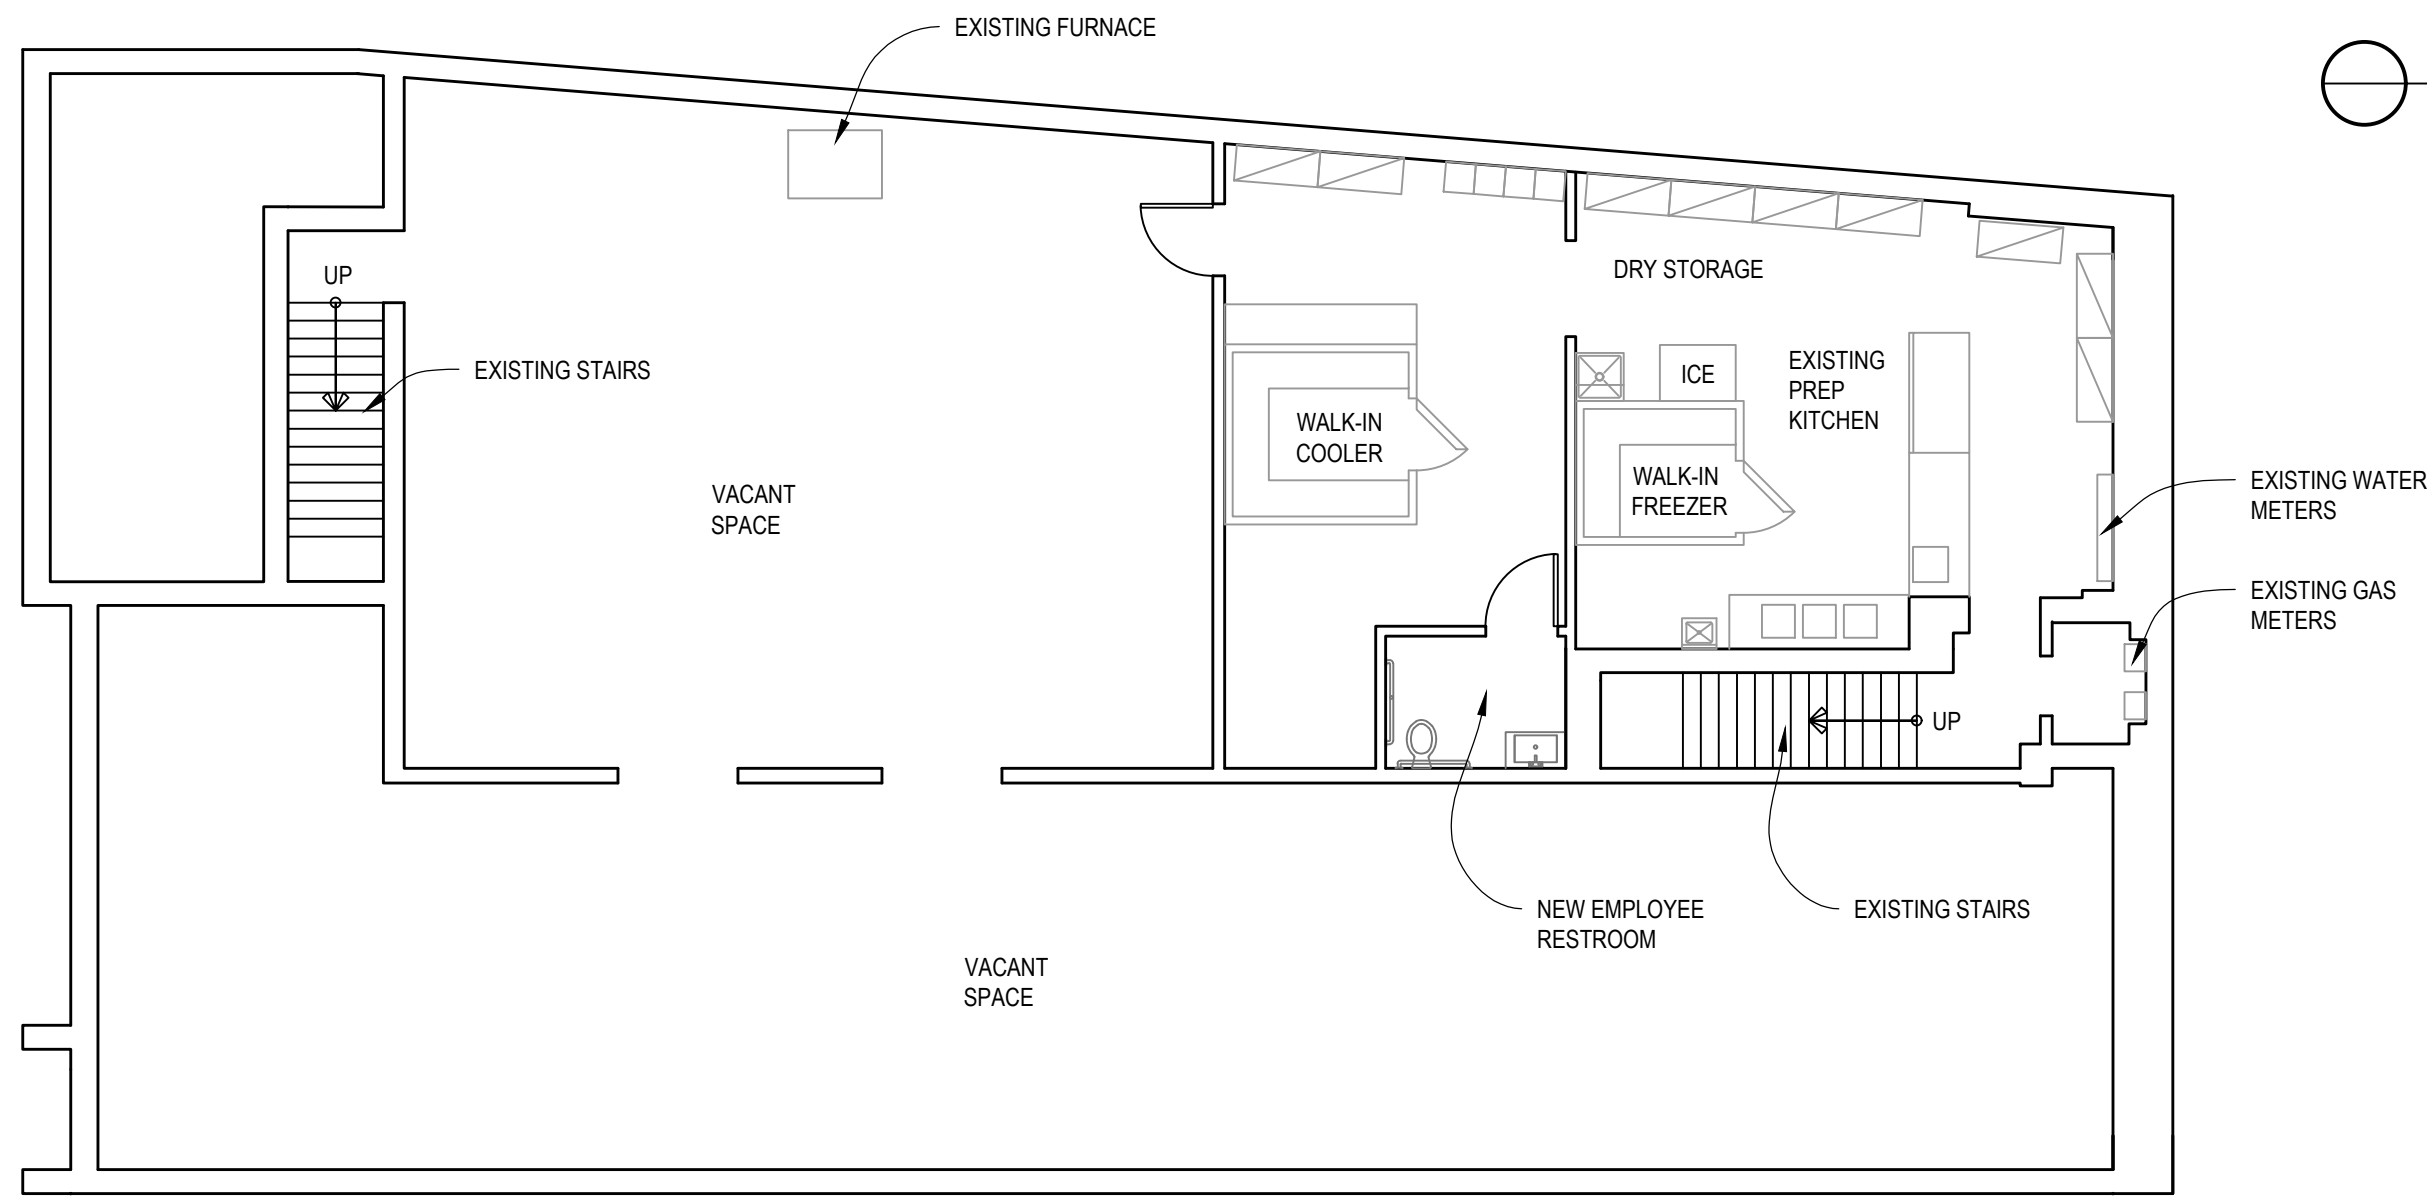 EXISTING FURNACE
UP
DRY STORAGE
EXISTING STAIRS
EXISTING
PREP
KITCHEN
ICE
WALK-IN
COOLER
WALK-IN
FREEZER
VACANT
SPACE
EXISTING WATER
METERS
EXISTING GAS
METERS
UP
NEW EMPLOYEE
RESTROOM
EXISTING STAIRS
VACANT
SPACE